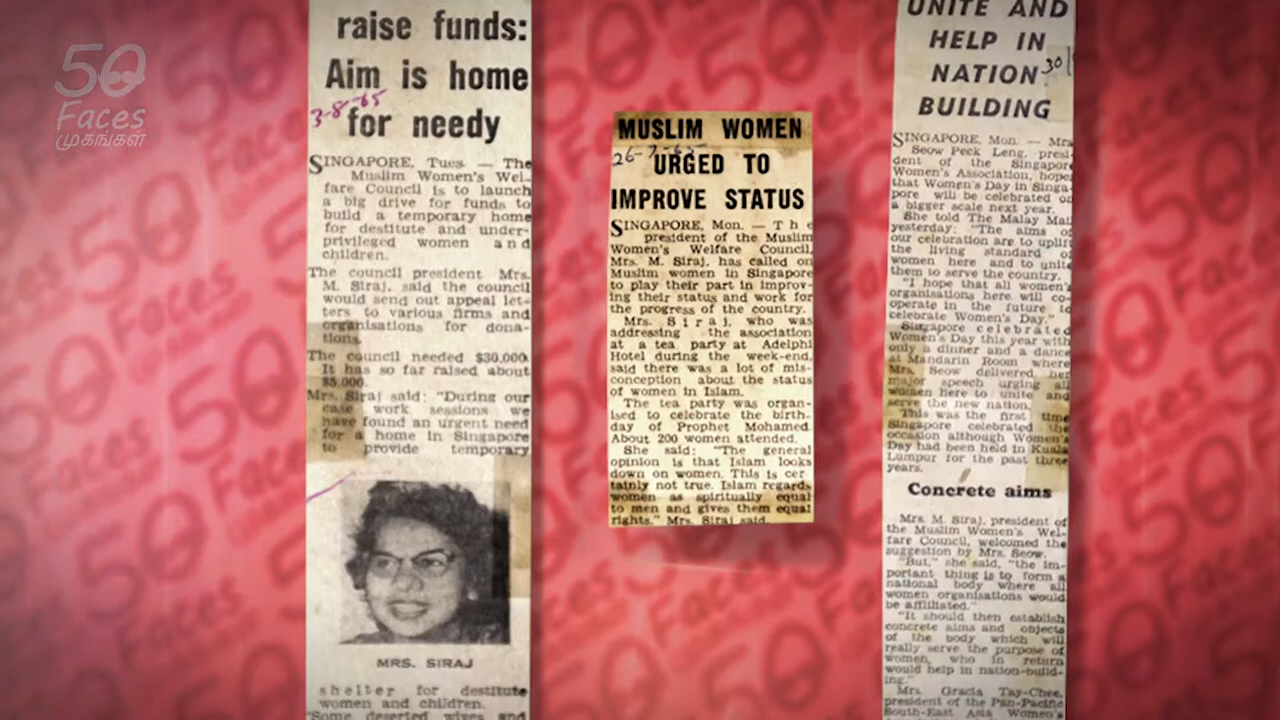 50
Faces
முகங்கள்
raise funds:
Aim is home
3-8-65
for needy
SINGAPORE, Tues. — The
Muslim Women's Wel-
fare Council is to launch
a big drive for funds to
build a temporary home
for destitute and under-
privileged women and
children.
The council president Mrs.
M. Siraj, said the council
would send out appeal let-
ters to various firms and
organisations for dona-
tions.
The council needed $30,000.
It has so far raised about
$5,000.
Mrs. Siraj said: "During our
case work sessions we
have found an urgent need
for a home in Singapore
to provide temporary
MRS. SIRAJ
shelter for destitute
women and children.
"Some deserted wives and
MUSLIM WOMEN
26-7-65
URGED TO
IMPROVE STATUS
SINGAPORE, Mon. — The
president of the Muslim
Women's Welfare Council,
Mrs. M. Siraj, has called on
Muslim women in Singapore
to play their part in improv-
ing their status and work for
the progress of the country.
Mrs. Siraj, who was
addressing the association
at a tea party at Adelphi
Hotel during the week-end,
said there was a lot of mis-
conception about the status
of women in Islam.
The tea party was organ-
ised to celebrate the birth-
day of Prophet Mohamed.
About 200 women attended.
She said: "The general
opinion is that Islam looks
down on women. This is cer-
tainly not true. Islam regards
women as spiritually equal
to men and gives them equal
rights." Mrs. Siraj said.
UNITE AND
HELP IN
NATION
30/
BUILDING
SINGAPORE, Mon. — Mrs
Seow Peck Leng, presi-
dent of the Singapore
Women's Association, hopes
that Women's Day in Singa-
pore will be celebrated on
a bigger scale next year.
She told The Malay Mail
yesterday: "The aims of
our celebration are to uplift
the living standard of
women here and to unite
them to serve the country.
"I hope that all women's
organisations here will co-
operate in the future to
celebrate Women's Day."
Singapore celebrated
Women's Day this year with
only a dinner and a dance
at Mandarin Room where
Mrs. Seow delivered her
major speech urging all
women here to unite and
serve the new nation.
This was the first time
Singapore celebrated the
occasion although Women's
Day had been held in Kuala
Lumpur for the past three
years.
Concrete aims
Mrs. M. Siraj, president of
the Muslim Women's Wel-
fare Council, welcomed the
suggestion by Mrs. Seow.
"But," she said, "the im-
portant thing is to form a
national body where all
women organisations would
be affiliated."
"It should then establish
concrete aims and objects
of the body which will
really serve the purpose of
women, who in return
would help in nation-build-
ing."
Mrs. Gracia Tay-Chee,
president of the Pan-Pacific
South-East Asia Women's